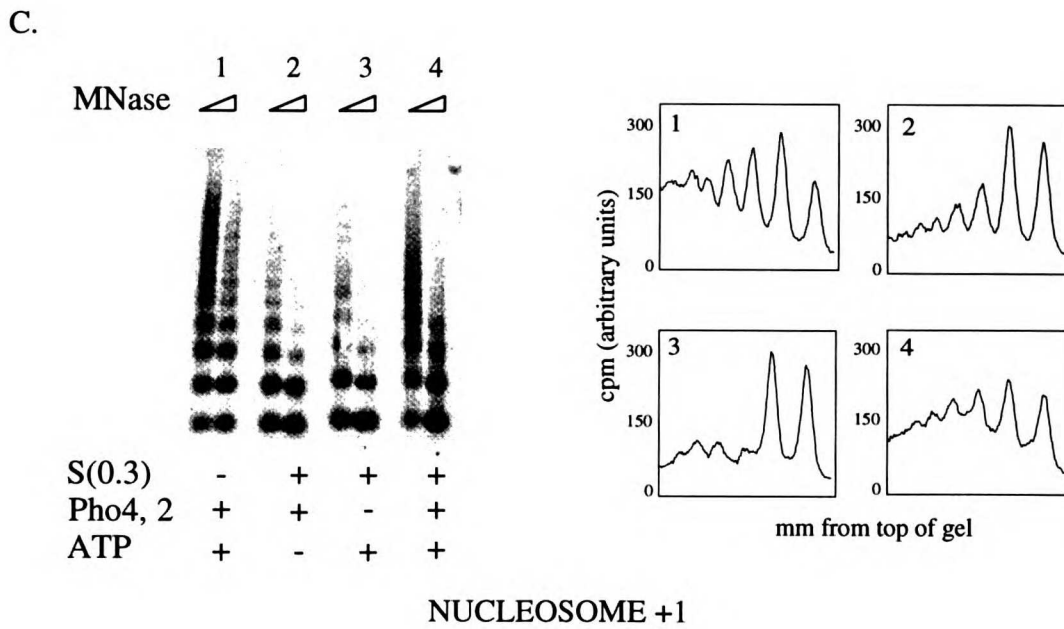 C.
1 2 3 4
MNase
S(0.3) - + + +
Pho4, 2 + + - +
ATP + - + +
cpm (arbitrary units)
300
150
0
1
300
150
0
2
300
150
0
3
300
150
0
4
mm from top of gel
NUCLEOSOME +1